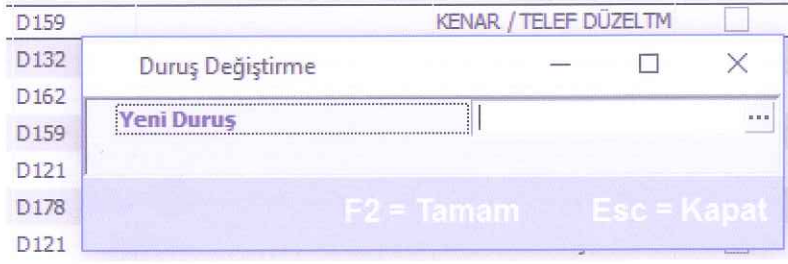 D159 KENAR / TELEF DÜZELTM
D132
Duruş Değiştirme
D162
Yeni Duruş ...
D159
D121
D178
F2 = Tamam Esc = Kapat
D121